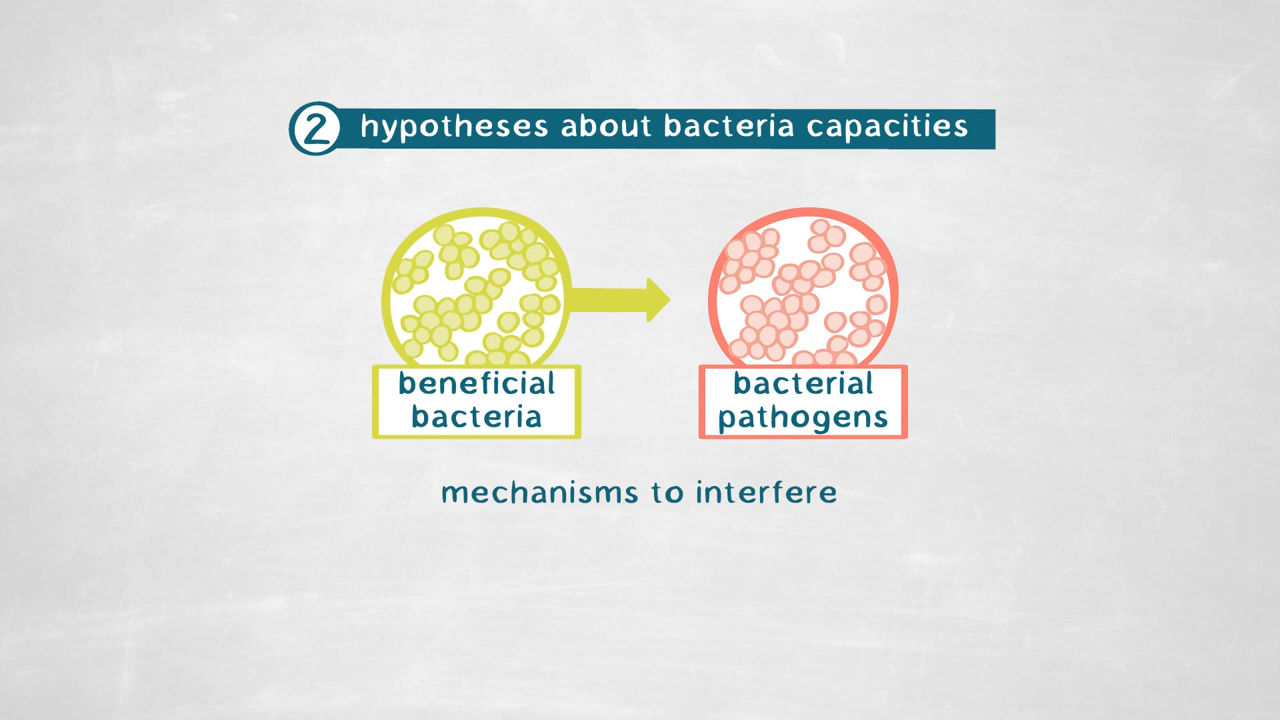 2 hypotheses about bacteria capacities
beneficial
bacteria
bacterial
pathogens
mechanisms to interfere